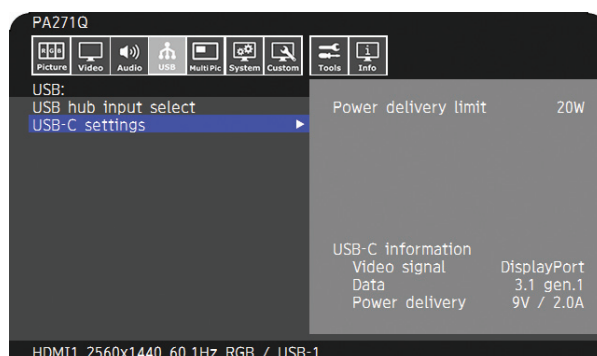 PA271Q
RGB
Picture Video Audio USB Multi Pic System Custom Tools Info
USB:
USB hub input select
USB-C settings
Power delivery limit 20W
USB-C information
Video signal DisplayPort
Data 3.1 gen.1
Power delivery 9V / 2.0A
HDMI1 2560x1440 60.1Hz RGB / USB-1